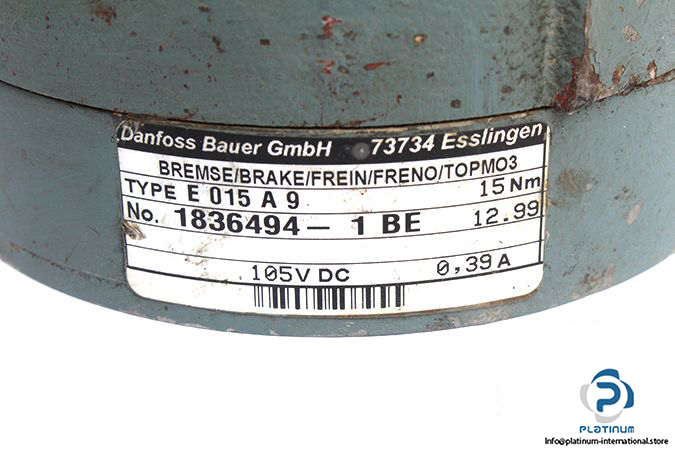 Danfoss Bauer GmbH 73734 Esslingen
BREMSE/BRAKE/FREIN/FRENO/TOPMO3
TYPE E 015 A 9 15 Nm
No. 1836494 - 1 BE 12.99
105 V DC 0,39 A
PLATINUM
Info@platinum-international.store